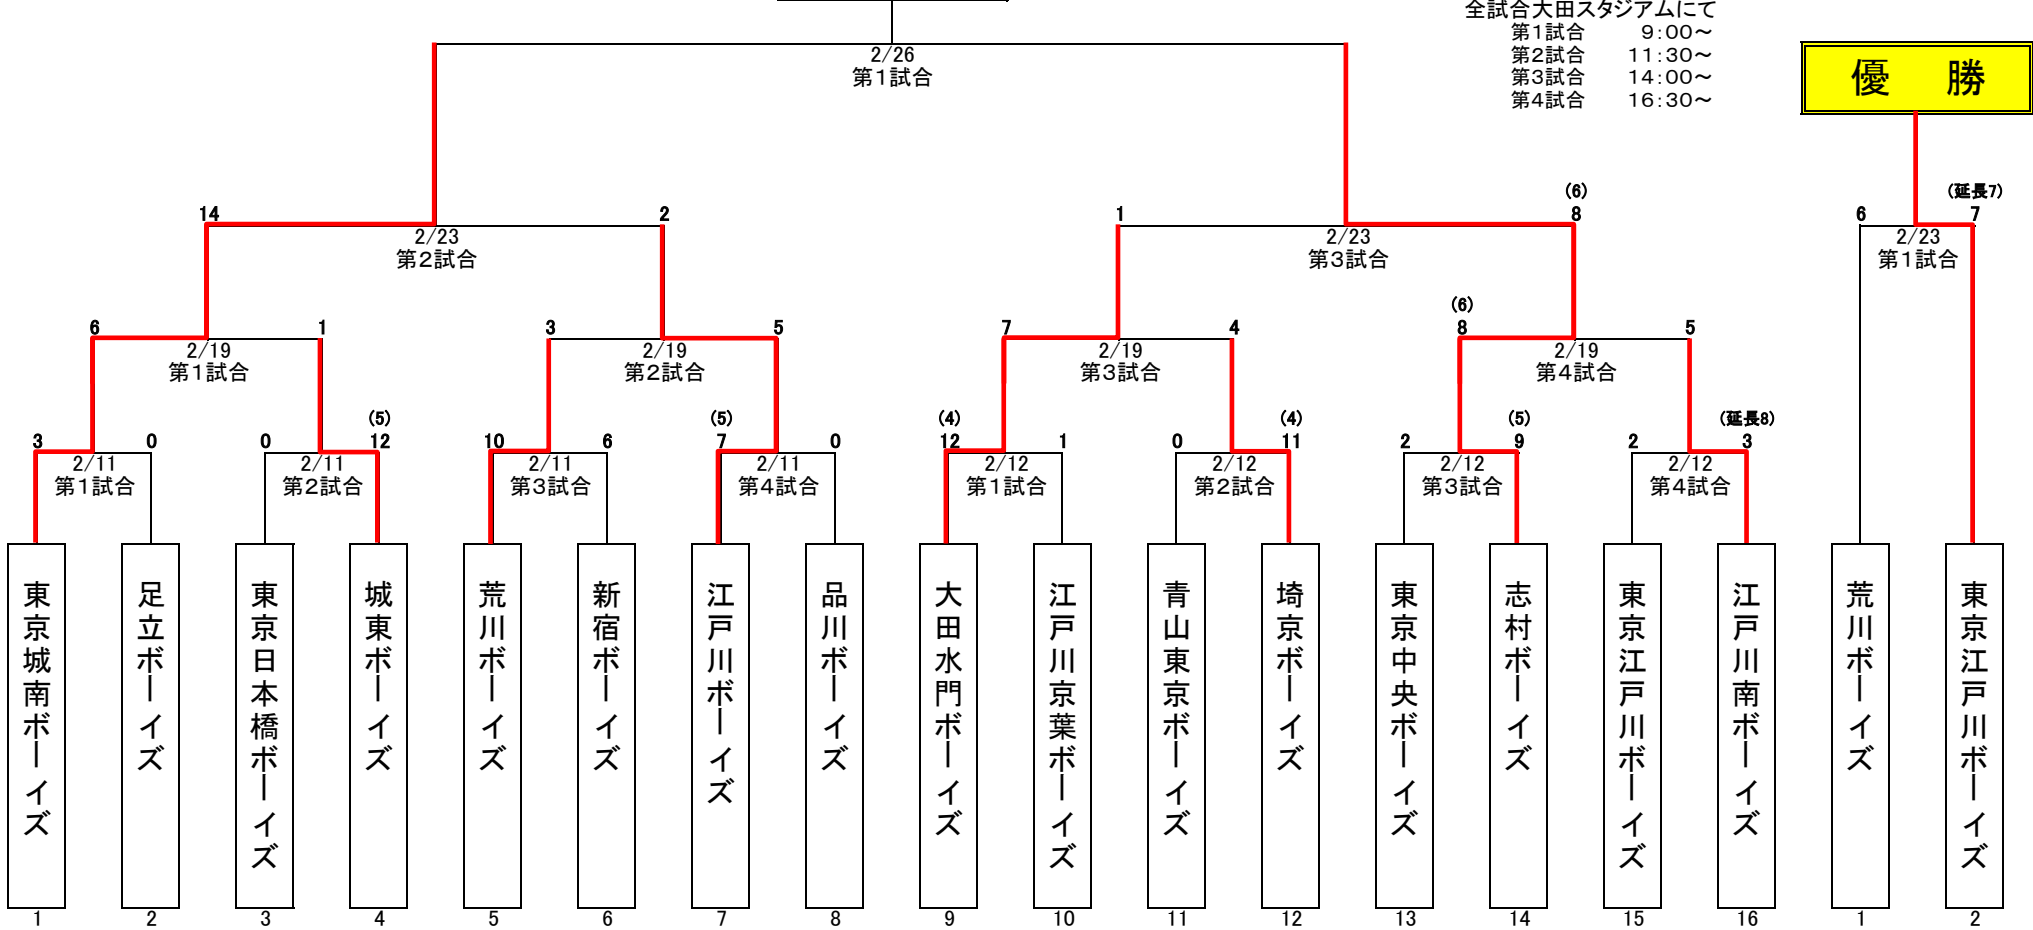 全試合大田スタジアムにて
第1試合 9:00～
第2試合 11:30～
第3試合 14:00～
第4試合 16:30～
優 勝
2/26
第1試合
(6)
(延長7)
14 2 1 8 6 7
2/23 2/23 2/23
第2試合 第3試合 第1試合
(6)
6 1 3 5 7 4 8 5
2/19 2/19 2/19 2/19
第1試合 第2試合 第3試合 第4試合
(5) (5) (4) (4) (5) (延長8)
3 0 0 12 10 6 7 0 12 1 0 11 2 9 2 3
2/11 2/11 2/11 2/11 2/12 2/12 2/12 2/12
第1試合 第2試合 第3試合 第4試合 第1試合 第2試合 第3試合 第4試合
東京城南ボーイズ
足立ボーイズ
東京日本橋ボーイズ
城東ボーイズ
荒川ボーイズ
新宿ボーイズ
江戸川ボーイズ
品川ボーイズ
大田水門ボーイズ
江戸川京葉ボーイズ
青山東京ボーイズ
埼京ボーイズ
東京中央ボーイズ
志村ボーイズ
東京江戸川ボーイズ
江戸川南ボーイズ
荒川ボーイズ
東京江戸川ボーイズ
1 2 3 4 5 6 7 8 9 10 11 12 13 14 15 16 1 2